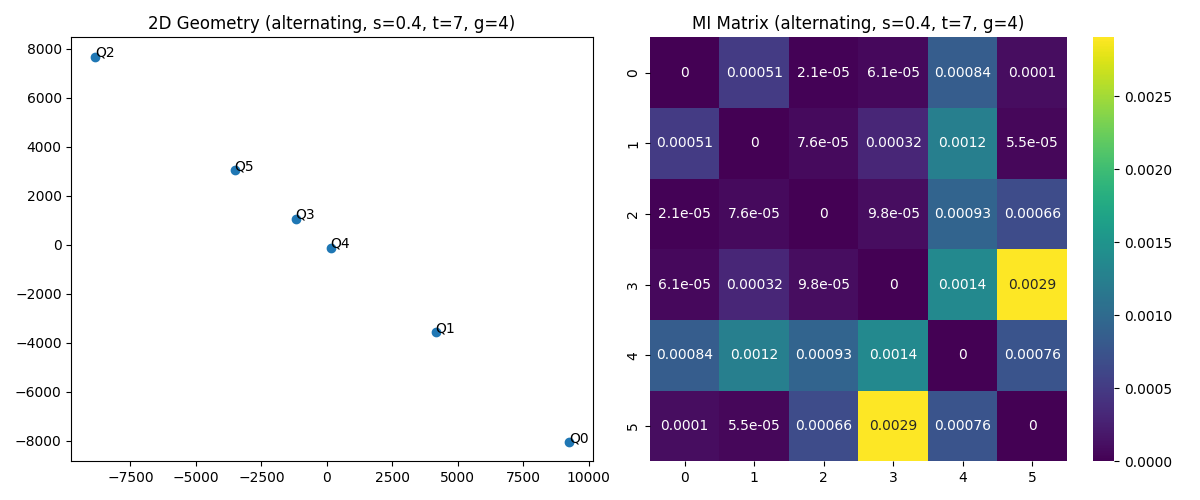 2D Geometry (alternating, s=0.4, t=7, g=4)
8000
6000
4000
2000
0
−2000
−4000
−6000
−8000
−7500 −5000 −2500 0 2500 5000 7500 10000
Q2
Q5
Q3
Q4
Q1
Q0
MI Matrix (alternating, s=0.4, t=7, g=4)
0 0 0.00051 2.1e-05 6.1e-05 0.00084 0.0001
1 0.00051 0 7.6e-05 0.00032 0.0012 5.5e-05
2 2.1e-05 7.6e-05 0 9.8e-05 0.00093 0.00066
3 6.1e-05 0.00032 9.8e-05 0 0.0014 0.0029
4 0.00084 0.0012 0.00093 0.0014 0 0.00076
5 0.0001 5.5e-05 0.00066 0.0029 0.00076 0
0 1 2 3 4 5
0.0025
0.0020
0.0015
0.0010
0.0005
0.0000